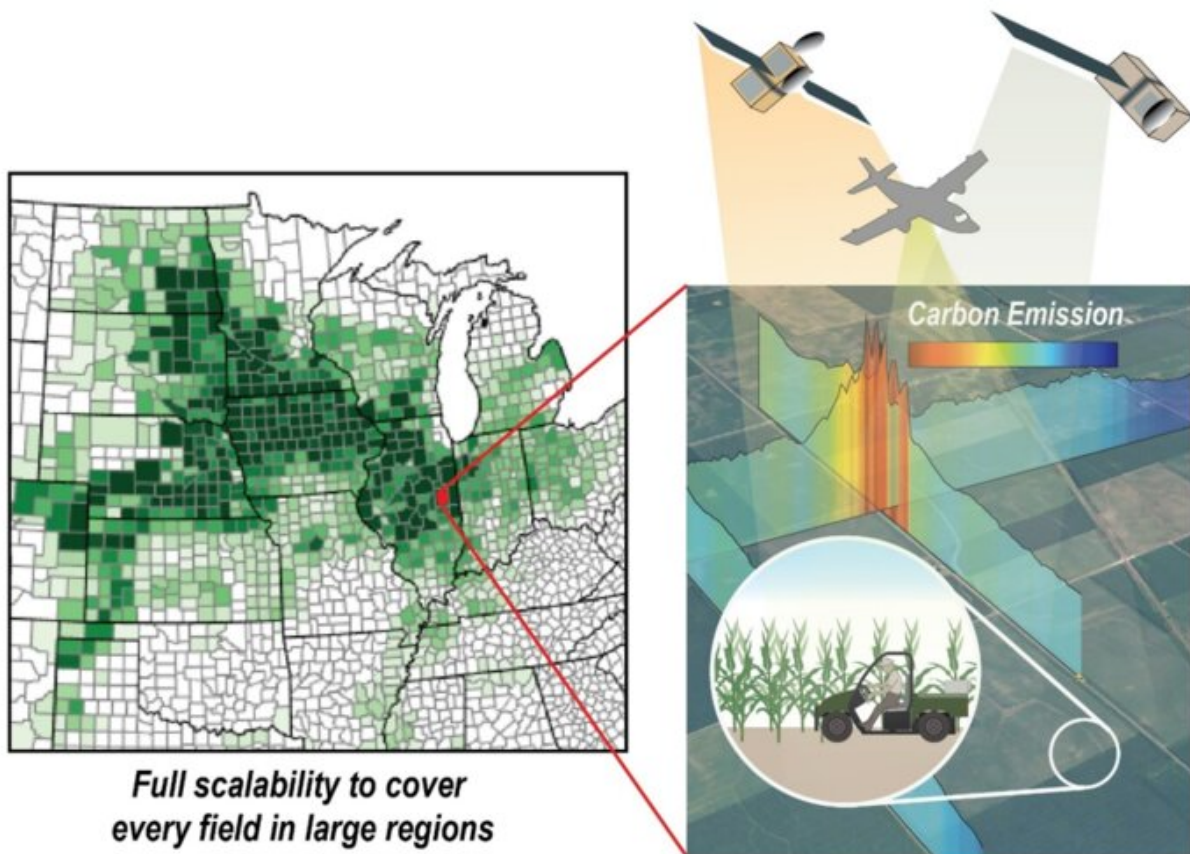 Carbon Emission
Full scalability to cover
every field in large regions